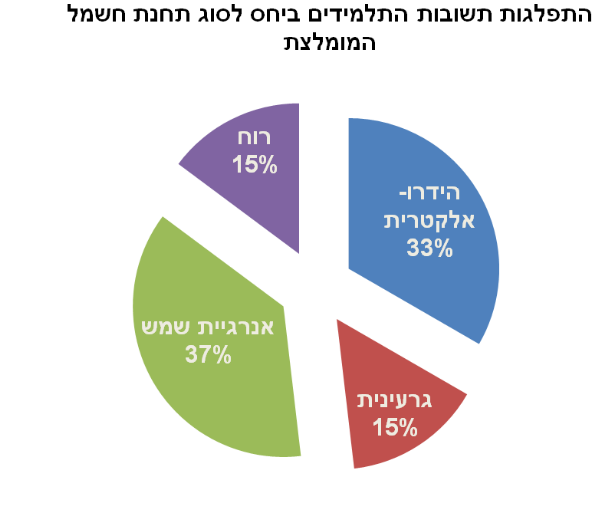 התפלגות תשובות התלמידים ביחס לסוג תחנת חשמל
המומלצת
הידרו-
אלקטרית
33%
גרעינית
15%
אנרגיית שמש
37%
רוח
15%